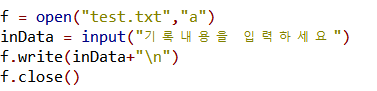 f = open("test.txt","a")
inData = input("기록내용을 입력하세요")
f.write(inData+"\n")
f.close()